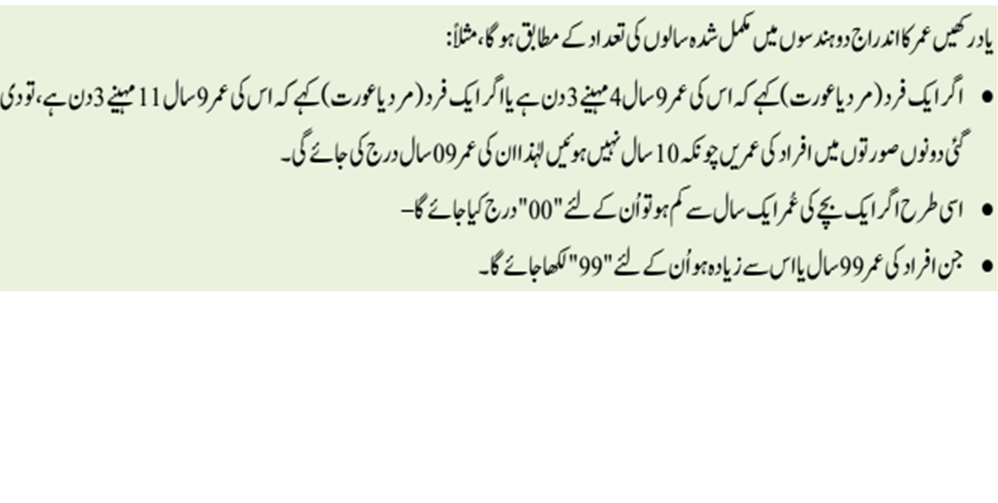 یاد رکھیں عمر کا اندراج دو ہندسوں میں مکمل شدہ سالوں کی تعداد کے مطابق ہو گا، مثلاً:
● اگر ایک فرد (مرد یا عورت) کہے کہ اس کی عمر 9 سال 4 مہینے 3 دن ہے یا اگر ایک فرد (مرد یا عورت) کہے کہ اس کی عمر 9 سال 11 مہینے 3 دن ہے، تو دی
گئی دونوں صورتوں میں افراد کی عمریں چونکہ 10 سال نہیں ہوئیں لہٰذا ان کی عمر 09 سال درج کی جائے گی۔
● اسی طرح اگر ایک بچے کی عُمر ایک سال سے کم ہو تو اُن کے لئے "00" درج کیا جائے گا–
● جن افراد کی عمر 99 سال یا اس سے زیادہ ہو اُن کے لئے "99" لکھا جائے گا۔